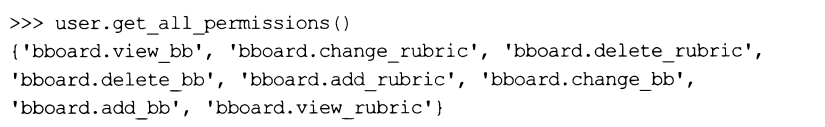 >>> user.get_all_permissions()
{'bboard.view_bb', 'bboard.change_rubric', 'bboard.delete_rubric',
'bboard.delete_bb', 'bboard.add_rubric', 'bboard.change_bb',
'bboard.add_bb', 'bboard.view_rubric'}